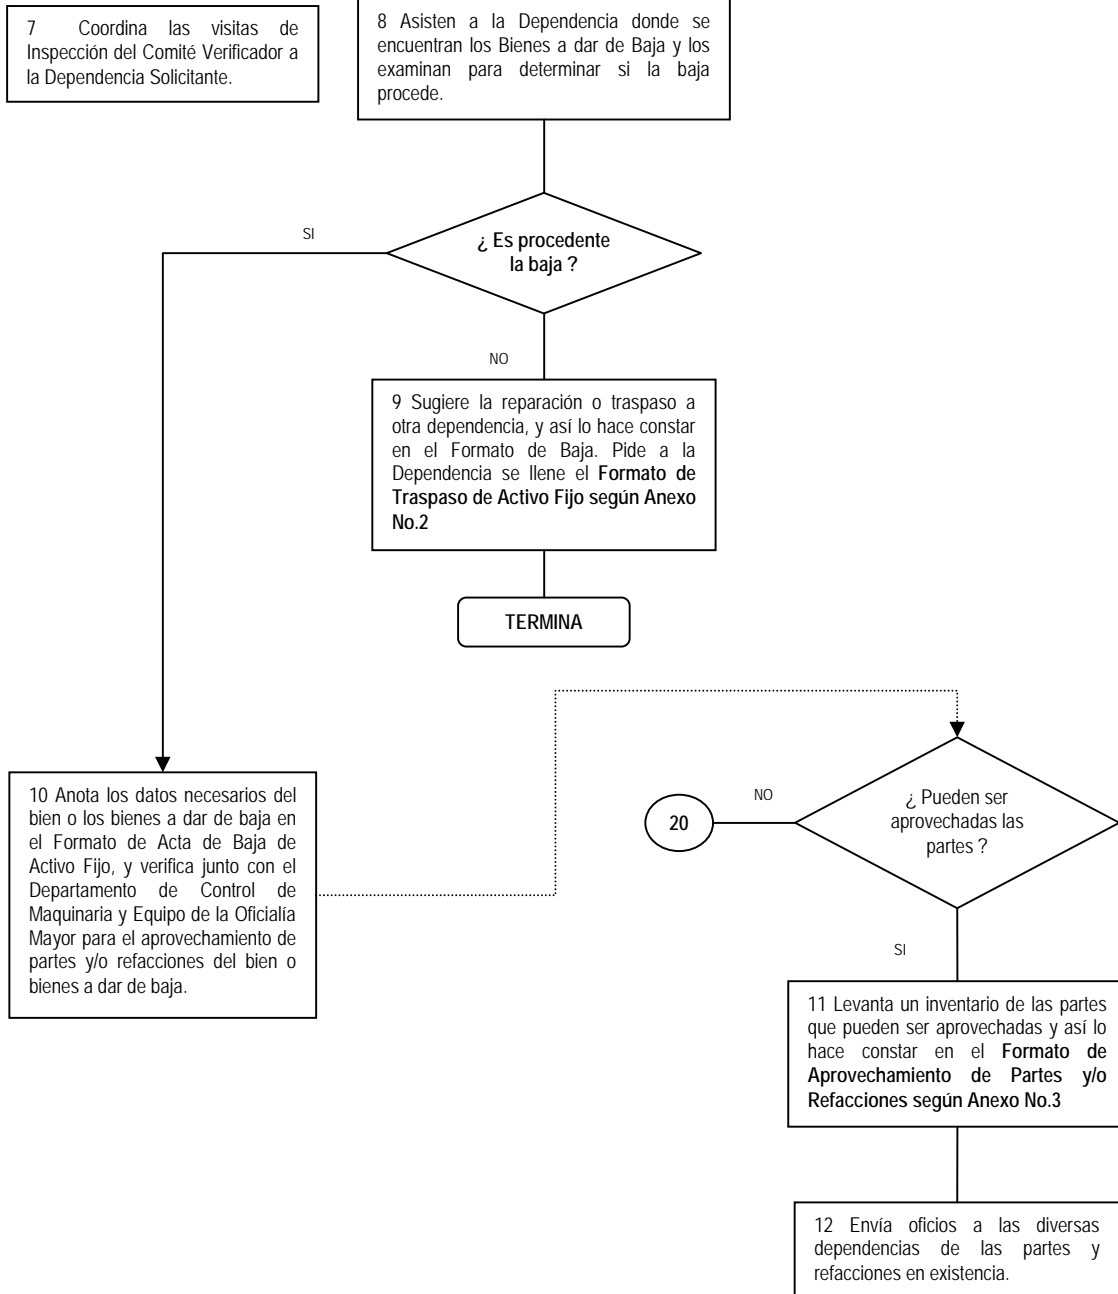 7 Coordina las visitas de
Inspección del Comité Verificador a
la Dependencia Solicitante.
8 Asisten a la Dependencia donde se
encuentran los Bienes a dar de Baja y los
examinan para determinar si la baja
procede.
SI
¿ Es procedente
la baja ?
NO
9 Sugiere la reparación o traspaso a
otra dependencia, y así lo hace constar
en el Formato de Baja. Pide a la
Dependencia se llene el Formato de
Traspaso de Activo Fijo según Anexo
No.2
TERMINA
10 Anota los datos necesarios del
bien o los bienes a dar de baja en
el Formato de Acta de Baja de
Activo Fijo, y verifica junto con el
Departamento de Control de
Maquinaria y Equipo de la Oficialía
Mayor para el aprovechamiento de
partes y/o refacciones del bien o
bienes a dar de baja.
20
NO
¿ Pueden ser
aprovechadas las
partes ?
SI
11 Levanta un inventario de las partes
que pueden ser aprovechadas y así lo
hace constar en el Formato de
Aprovechamiento de Partes y/o
Refacciones según Anexo No.3
12 Envía oficios a las diversas
dependencias de las partes y
refacciones en existencia.